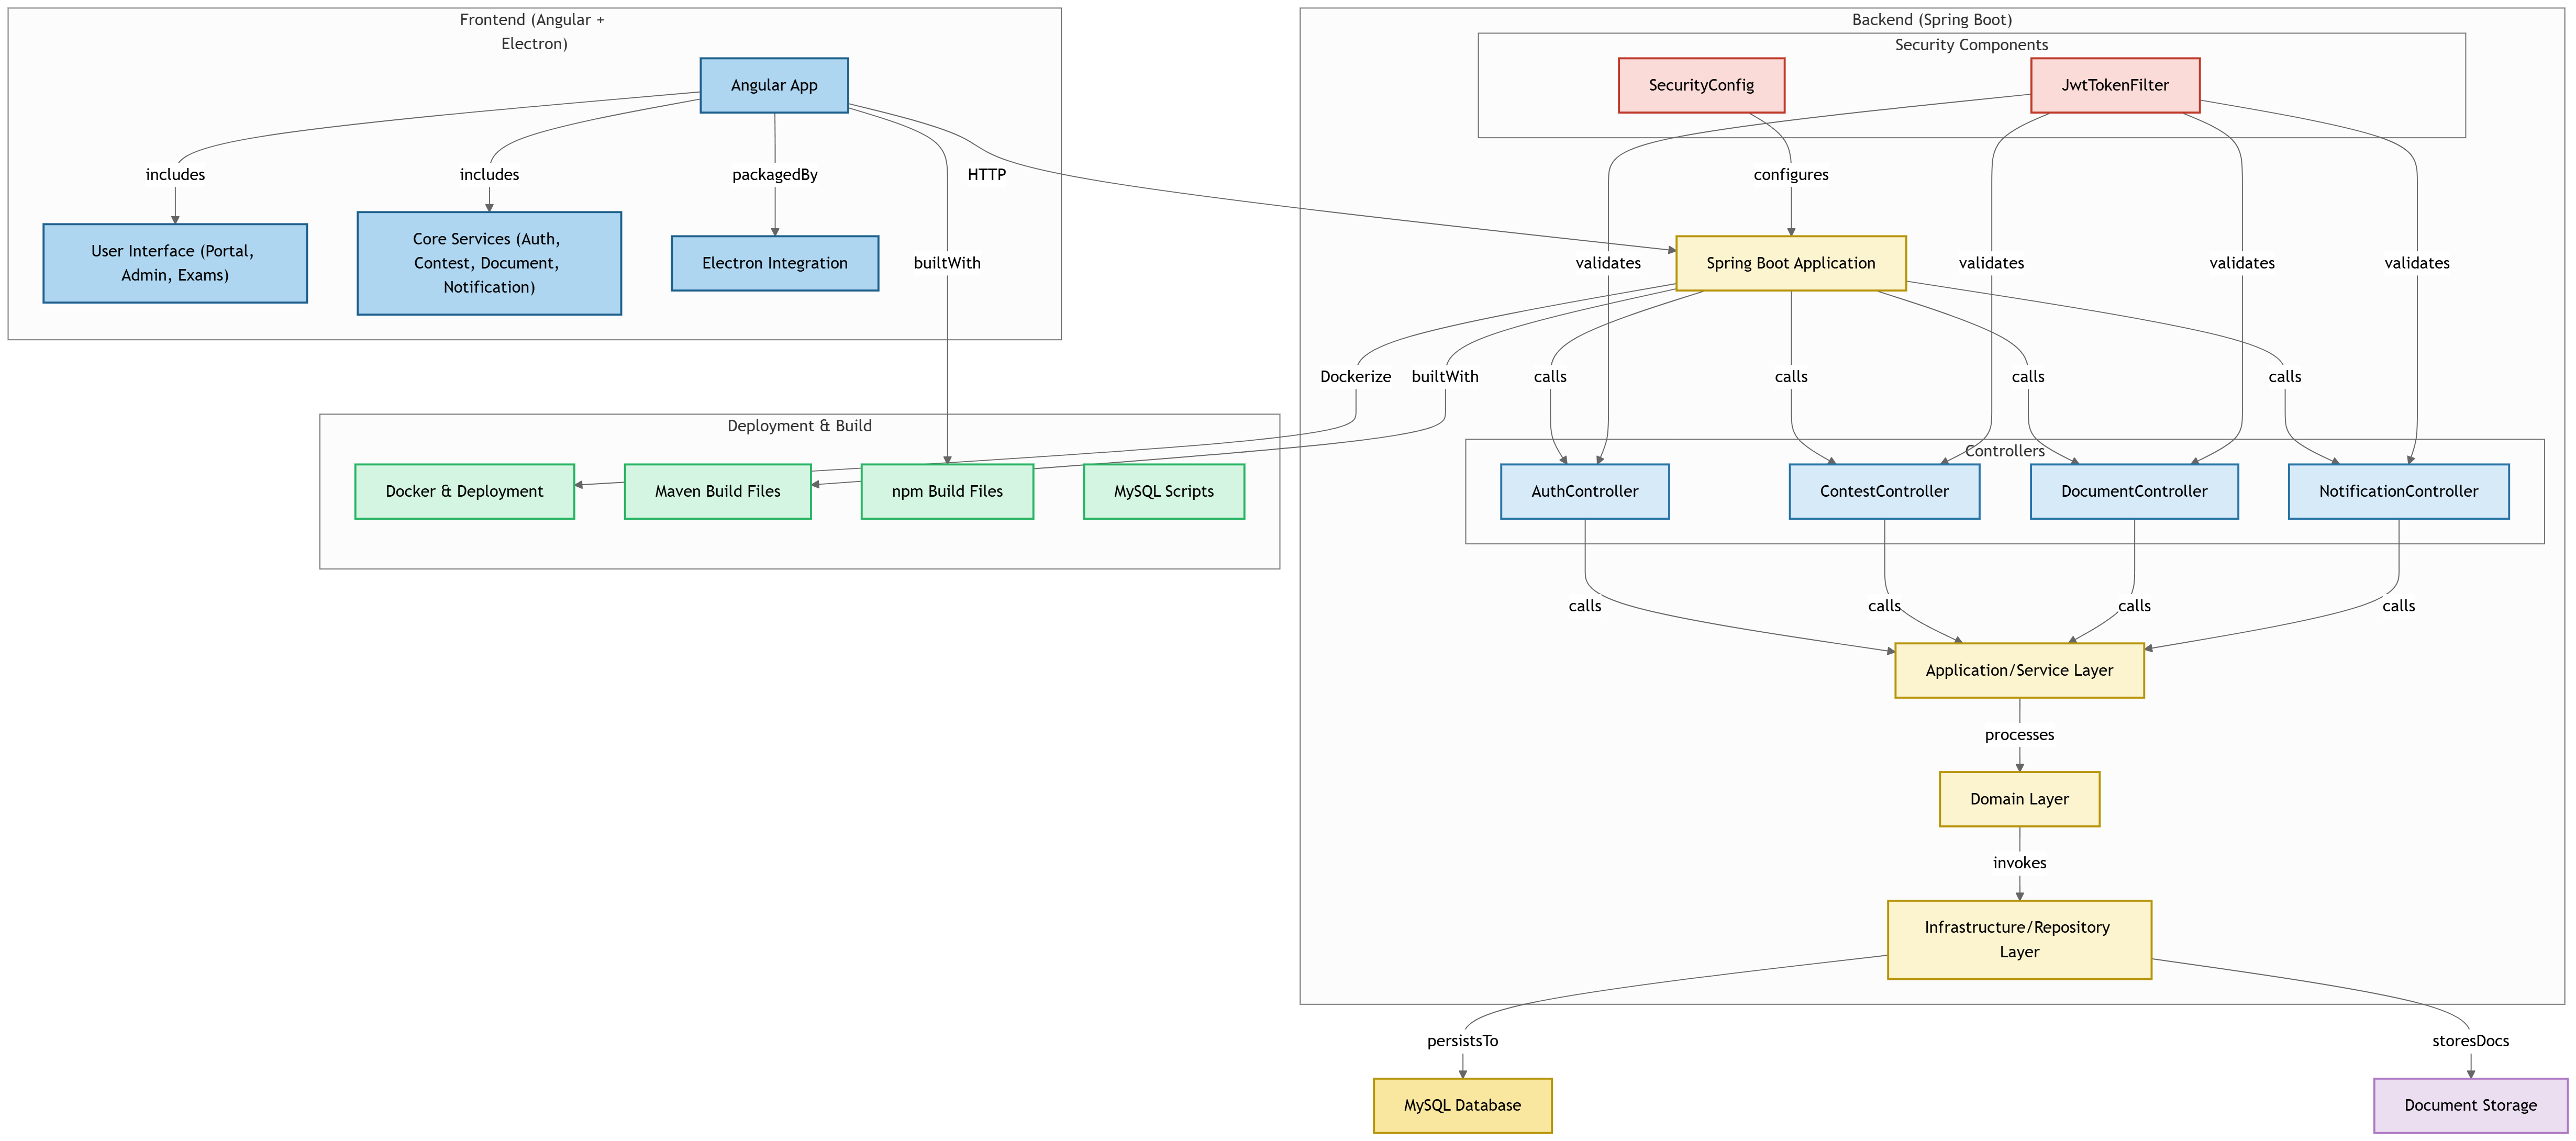 Frontend (Angular +
Electron)
Backend (Spring Boot)
Security Components
Angular App
SecurityConfig
JwtTokenFilter
includes
includes
packagedBy
HTTP
configures
User Interface (Portal,
Admin, Exams)
Core Services (Auth,
Contest, Document,
Notification)
Electron Integration
builtWith
Spring Boot Application
validates
validates
validates
validates
Dockerize
builtWith
calls
calls
calls
calls
Deployment & Build
Controllers
Docker & Deployment
Maven Build Files
npm Build Files
MySQL Scripts
AuthController
ContestController
DocumentController
NotificationController
calls
calls
calls
calls
Application/Service Layer
processes
Domain Layer
invokes
Infrastructure/Repository
Layer
persistsTo
storesDocs
MySQL Database
Document Storage